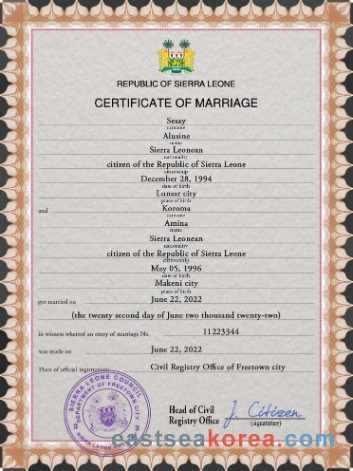 REPUBLIC OF SIERRA LEONE
CERTIFICATE OF MARRIAGE
Sesay
surname
Alusine
name
Sierra Leonean
nationality
citizen of the Republic of Sierra Leone
citizenship
December 28, 1994
date of birth
Lunsar city
place of birth
and Koroma
surname
Amina
name
Sierra Leonean
nationality
citizen of the Republic of Sierra Leone
citizenship
May 05, 1996
date of birth
Makeni city
place of birth
got married on June 22, 2022
(the twenty second day of June two thousand twenty-two)
in witness whereof an entry of marriage No. 11223344
was made on June 22, 2022
Place of official registration: Civil Registry Office of Freetown city
SIERRA LEONE COUNCIL
DEPARTMENT OF FREETOWN CITY
SIERRA LEONE
Head of Civil
Registry Office J. Citizen
(signature)
eastseakorea.com